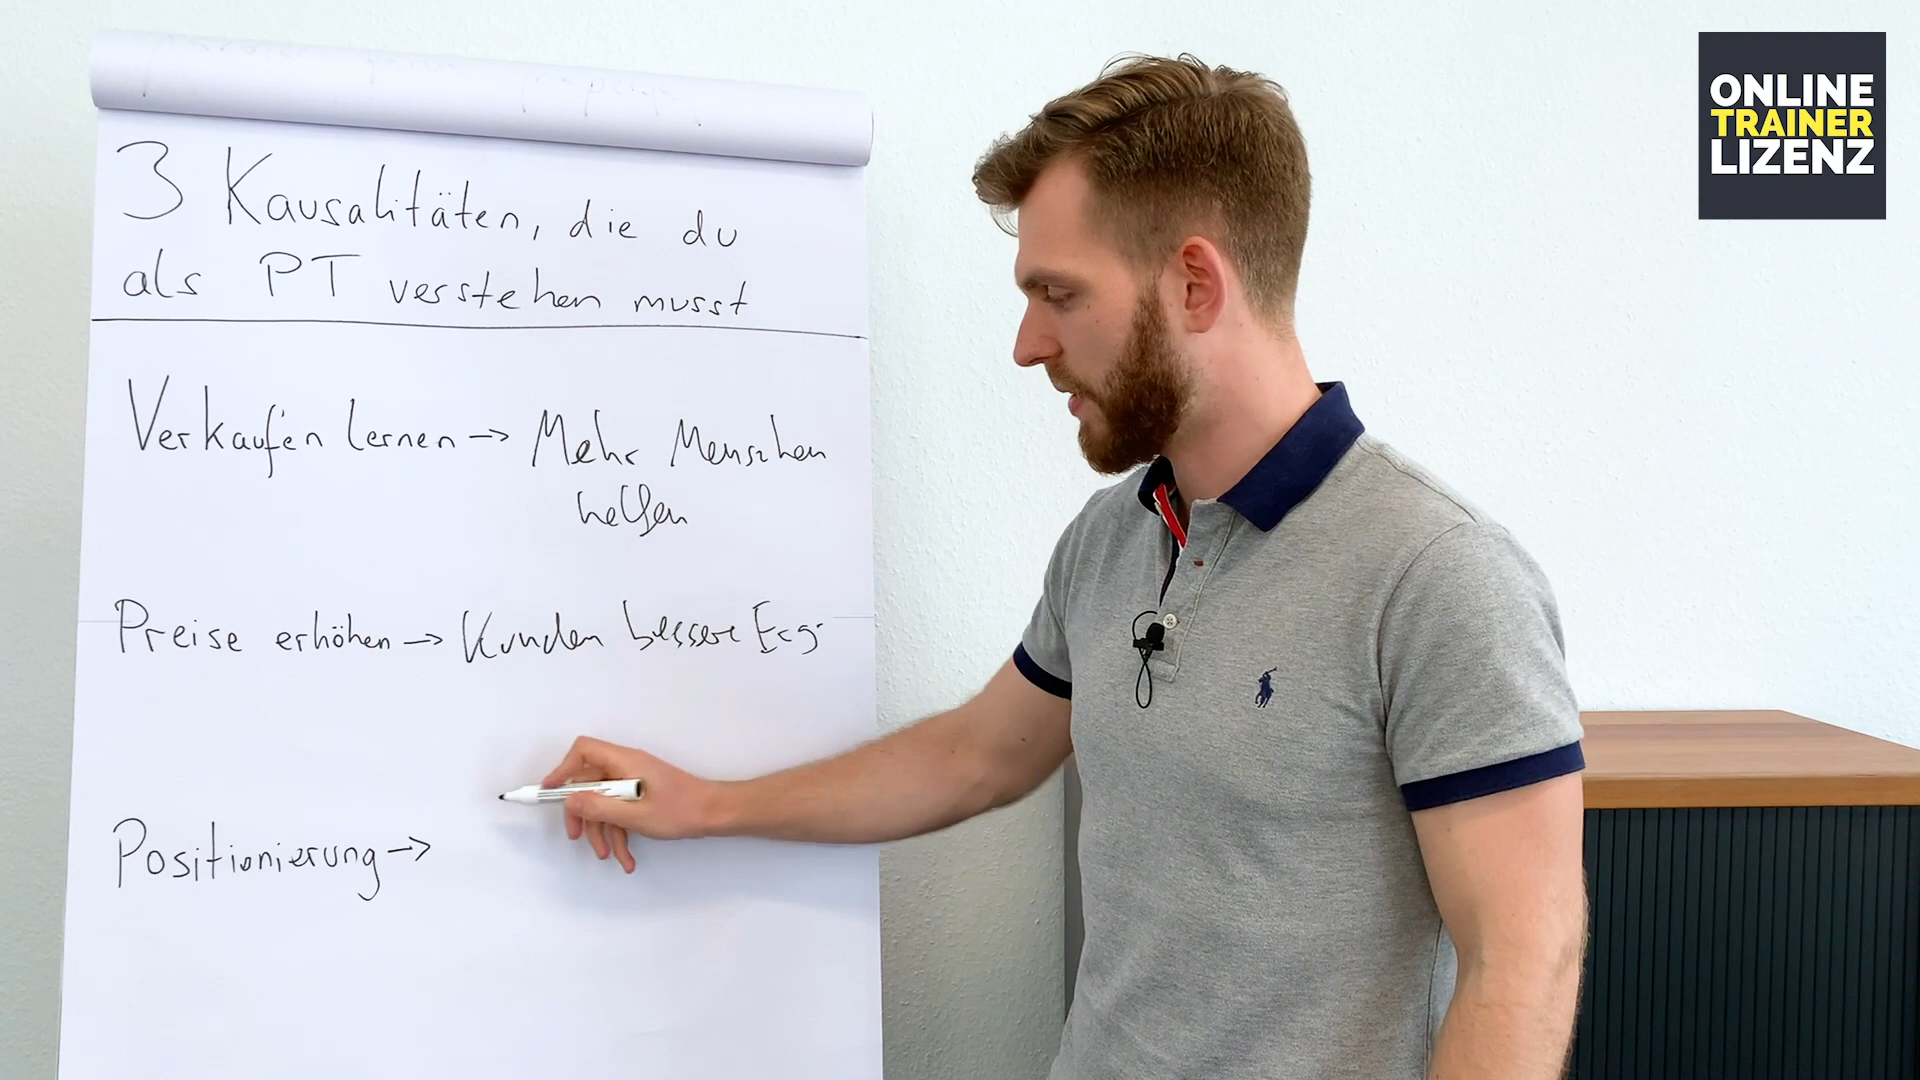 3 Kausalitäten, die du
als PT verstehen musst
Verkaufen lernen → Mehr Menschen
helfen
Preise erhöhen → Kunden bessere Erg.
Positionierung →
ONLINE
TRAINER
LIZENZ